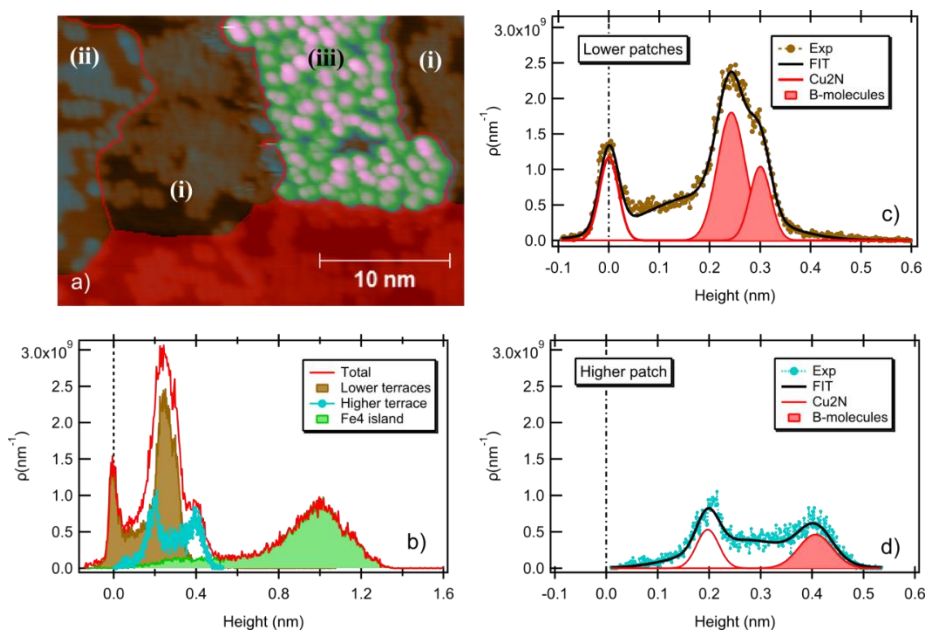 (ii)
(iii)
(i)
(i)
a)
10 nm
3.0x10⁹
2.5
2.0
1.5
1.0
0.5
0.0
ρ(nm⁻¹)
Lower patches
Exp
FIT
Cu2N
B-molecules
c)
-0.1 0.0 0.1 0.2 0.3 0.4 0.5 0.6
Height (nm)
3.0x10⁹
2.5
2.0
1.5
1.0
0.5
0.0
ρ(nm⁻¹)
Total
Lower terraces
Higher terrace
Fe4 island
b)
0.0 0.4 0.8 1.2 1.6
Height (nm)
3.0x10⁹
2.5
2.0
1.5
1.0
0.5
0.0
ρ(nm⁻¹)
Higher patch
Exp
FIT
Cu2N
B-molecules
d)
-0.1 0.0 0.1 0.2 0.3 0.4 0.5 0.6
Height (nm)